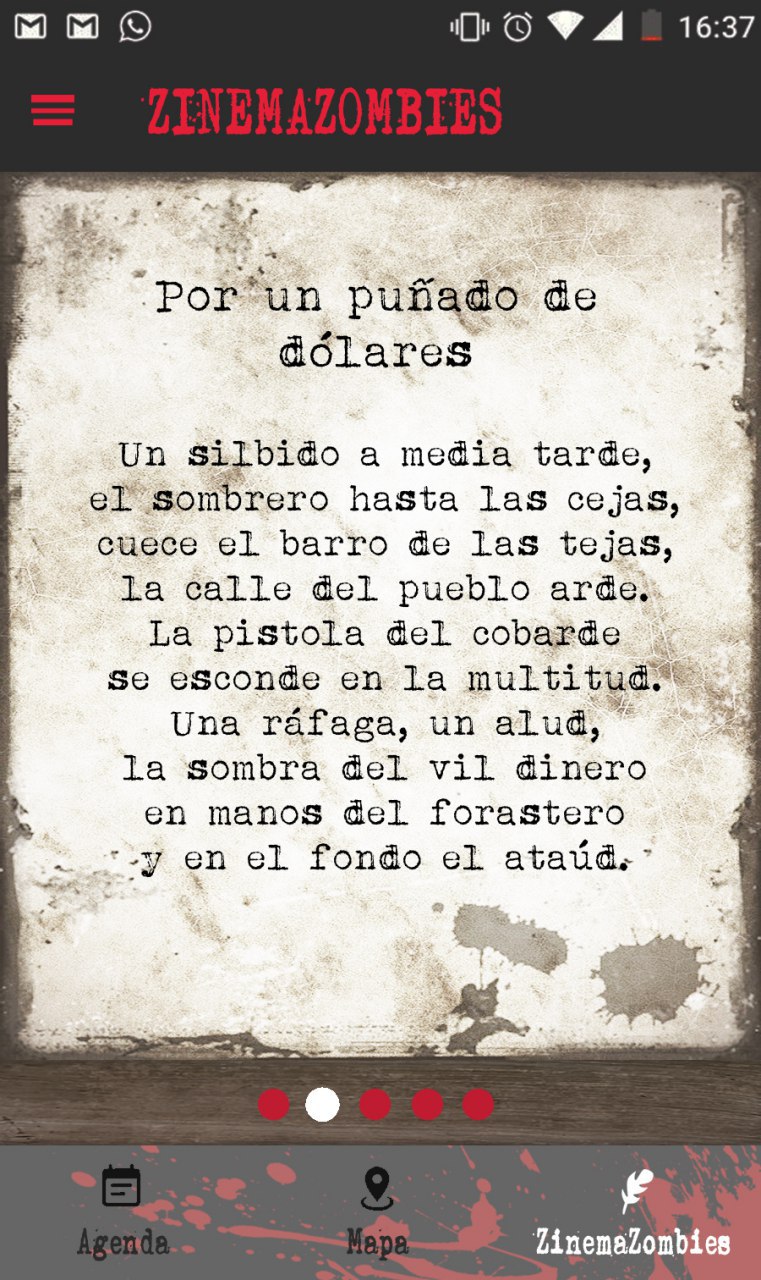 16:37
ZINEMAZOMBIES
Por un puñado de
dólares
Un silbido a media tarde,
el sombrero hasta las cejas,
cuece el barro de las tejas,
la calle del pueblo arde.
La pistola del cobarde
se esconde en la multitud.
Una ráfaga, un alud,
la sombra del vil dinero
en manos del forastero
y en el fondo el ataúd.
Agenda Mapa ZinemaZombies